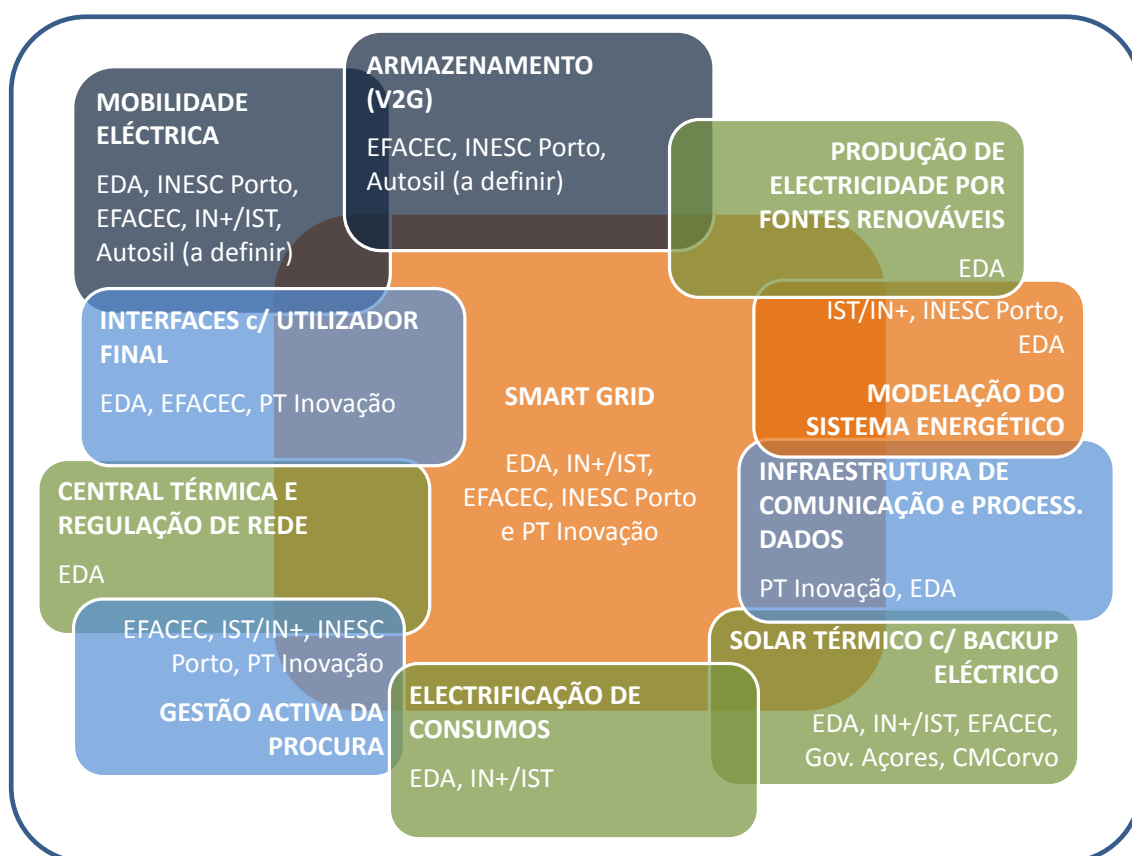 ARMAZENAMENTO
(V2G)
EFACEC, INESC Porto,
Autosil (a definir)
MOBILIDADE
ELÉCTRICA
EDA, INESC Porto,
EFACEC, IN+/IST,
Autosil (a definir)
PRODUÇÃO DE
ELECTRICIDADE POR
FONTES RENOVÁVEIS
EDA
INTERFACES c/ UTILIZADOR
FINAL
EDA, EFACEC, PT Inovação
IST/IN+, INESC Porto,
EDA
MODELAÇÃO DO
SISTEMA ENERGÉTICO
SMART GRID
EDA, IN+/IST,
EFACEC, INESC Porto
e PT Inovação
CENTRAL TÉRMICA E
REGULAÇÃO DE REDE
EDA
INFRAESTRUTURA DE
COMUNICAÇÃO e PROCESS.
DADOS
PT Inovação, EDA
EFACEC, IST/IN+, INESC
Porto, PT Inovação
GESTÃO ACTIVA DA
PROCURA
ELECTRIFICAÇÃO DE
CONSUMOS
EDA, IN+/IST
SOLAR TÉRMICO C/ BACKUP
ELÉCTRICO
EDA, IN+/IST, EFACEC,
Gov. Açores, CMCorvo